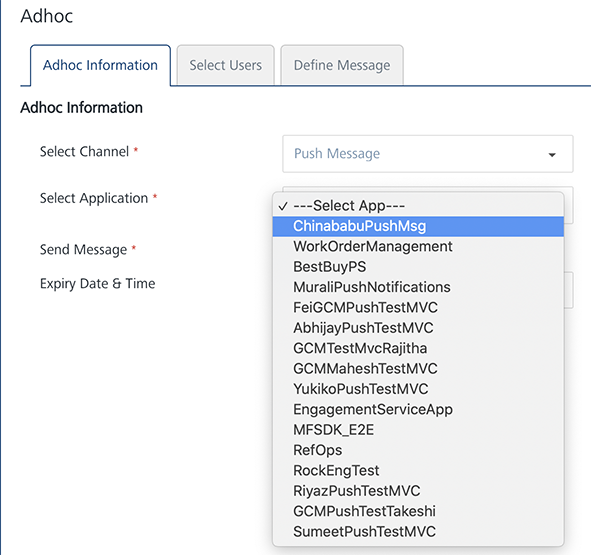 Adhoc
Adhoc Information
Select Users
Define Message
Adhoc Information
Select Channel *
Push Message
Select Application *
✓ ---Select App---
ChinababuPushMsg
WorkOrderManagement
Send Message *
BestBuyPS
Expiry Date & Time
MuraliPushNotifications
FeiGCMPushTestMVC
AbhijayPushTestMVC
GCMTestMvcRajitha
GCMMaheshTestMVC
YukikoPushTestMVC
EngagementServiceApp
MFSDK_E2E
RefOps
RockEngTest
RiyazPushTestMVC
GCMPushTestTakeshi
SumeetPushTestMVC